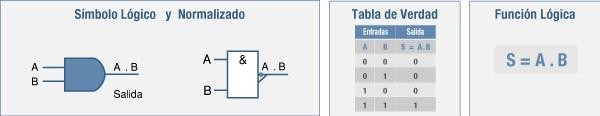 Símbolo Lógico y Normalizado
A
B
A . B
Salida
A
B
&
A . B
Tabla de Verdad
Entradas Salida
A B S = A.B
0 0 0
0 1 0
1 0 0
1 1 1
Función Lógica
S = A . B